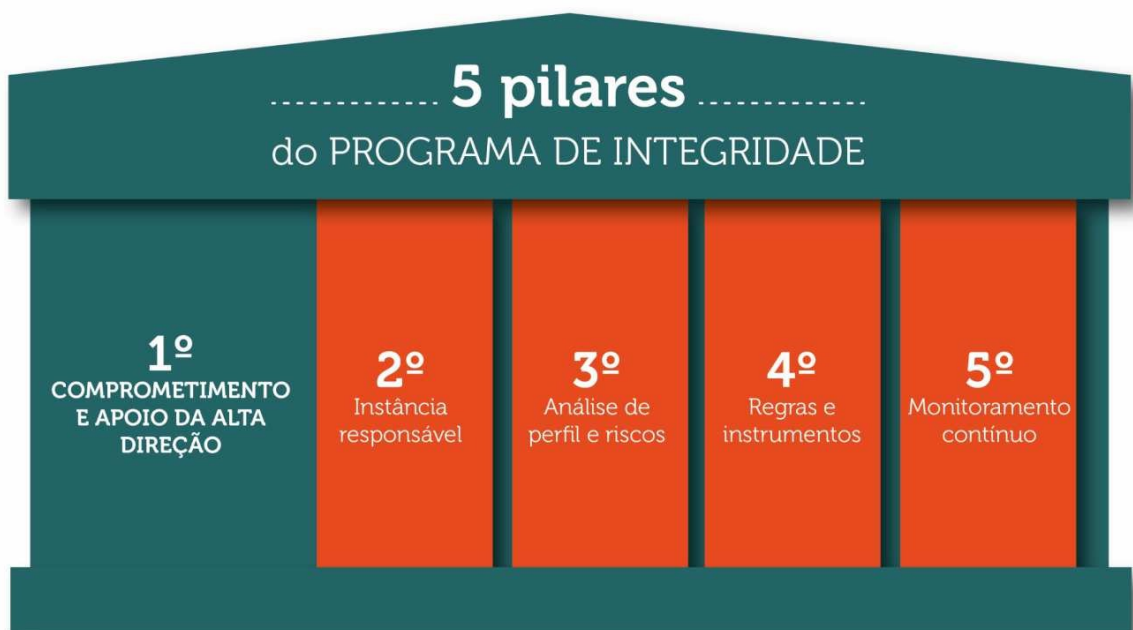 5 pilares
do PROGRAMA DE INTEGRIDADE
1º
COMPROMETIMENTO
E APOIO DA ALTA
DIREÇÃO
2º
Instância
responsável
3º
Análise de
perfil e riscos
4º
Regras e
instrumentos
5º
Monitoramento
contínuo